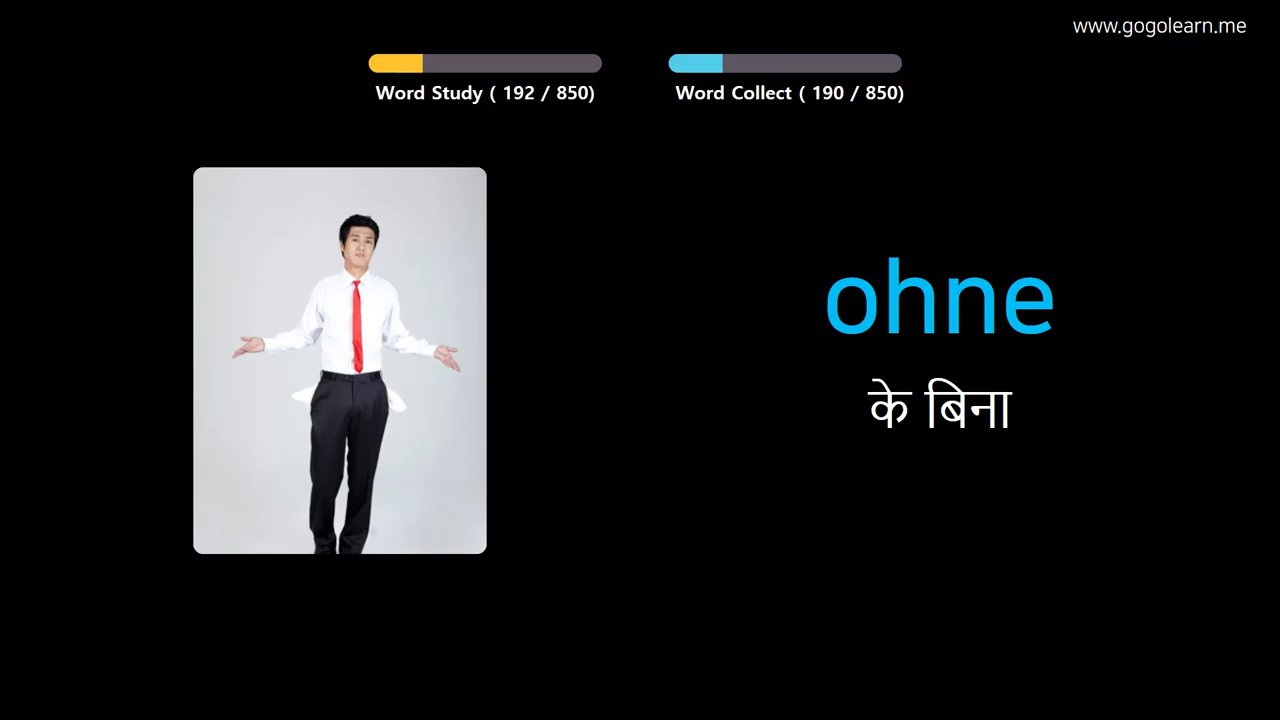 www.gogolearn.me
Word Study ( 192 / 850)
Word Collect ( 190 / 850)
ohne
के बिना